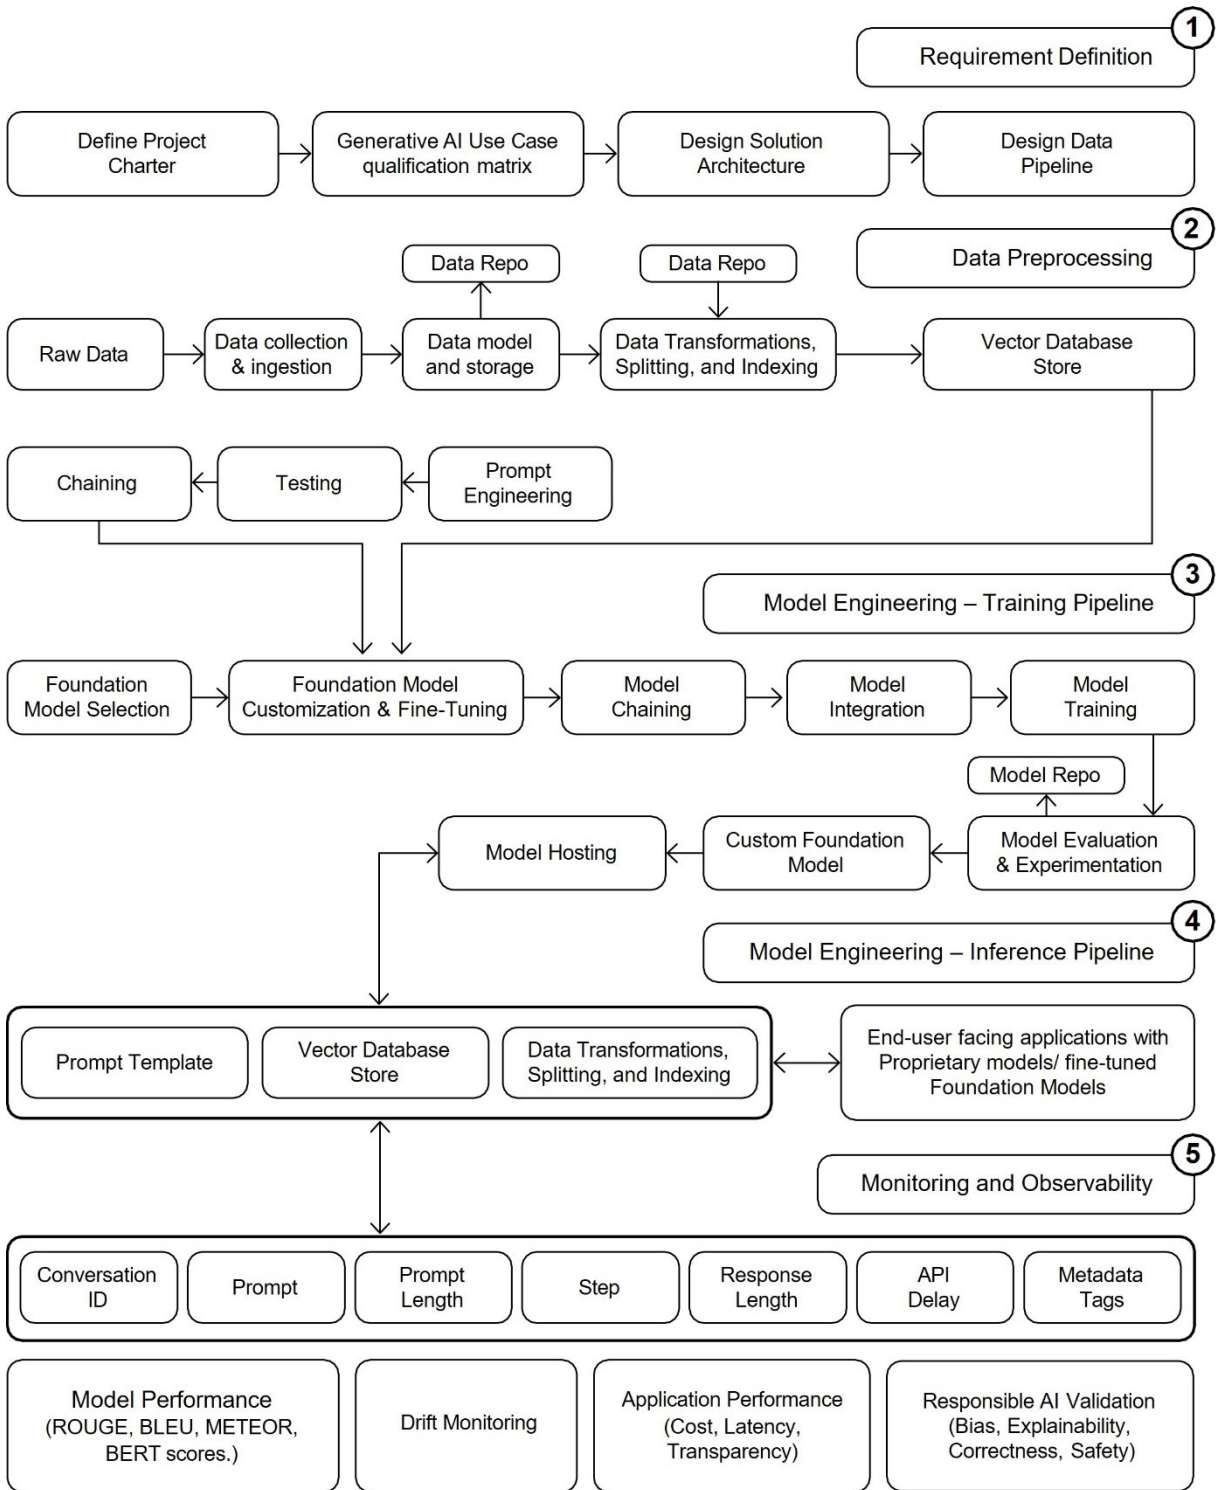 1
Requirement Definition
Define Project
Charter
Generative AI Use Case
qualification matrix
Design Solution
Architecture
Design Data
Pipeline
2
Data Preprocessing
Data Repo
Data Repo
Raw Data
Data collection
& ingestion
Data model
and storage
Data Transformations,
Splitting, and Indexing
Vector Database
Store
Chaining
Testing
Prompt
Engineering
3
Model Engineering – Training Pipeline
Foundation
Model Selection
Foundation Model
Customization & Fine-Tuning
Model
Chaining
Model
Integration
Model
Training
Model Repo
Model Hosting
Custom Foundation
Model
Model Evaluation
& Experimentation
4
Model Engineering – Inference Pipeline
Prompt Template
Vector Database
Store
Data Transformations,
Splitting, and Indexing
End-user facing applications with
Proprietary models/ fine-tuned
Foundation Models
5
Monitoring and Observability
Conversation
ID
Prompt
Prompt
Length
Step
Response
Length
API
Delay
Metadata
Tags
Model Performance
(ROUGE, BLEU, METEOR,
BERT scores.)
Drift Monitoring
Application Performance
(Cost, Latency,
Transparency)
Responsible AI Validation
(Bias, Explainability,
Correctness, Safety)